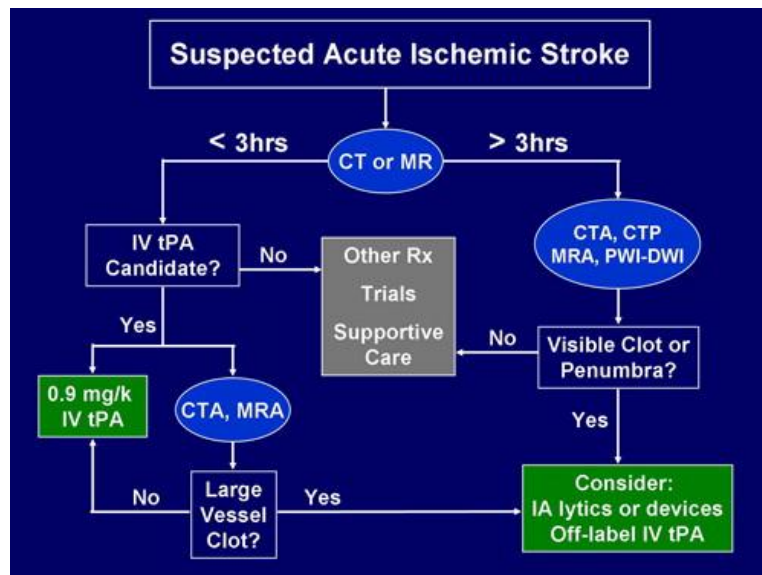 Suspected Acute Ischemic Stroke
< 3hrs
CT or MR
> 3hrs
IV tPA
Candidate?
No
Other Rx
Trials
Supportive
Care
CTA, CTP
MRA, PWI-DWI
Yes
No
Visible Clot or
Penumbra?
0.9 mg/k
IV tPA
CTA, MRA
Yes
No
Large
Vessel
Clot?
Yes
Consider:
IA lytics or devices
Off-label IV tPA